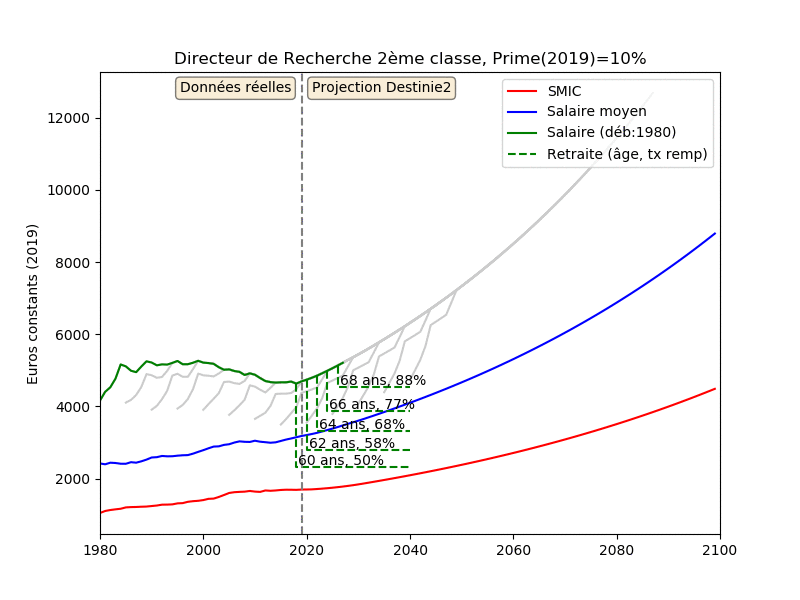 Directeur de Recherche 2ème classe, Prime(2019)=10%
Données réelles
Projection Destinie2
SMIC
Salaire moyen
Salaire (déb:1980)
Retraite (âge, tx remp)
Euros constants (2019)
12000
10000
8000
6000
4000
2000
68 ans, 88%
66 ans, 77%
64 ans, 68%
62 ans, 58%
60 ans, 50%
1980
2000
2020
2040
2060
2080
2100